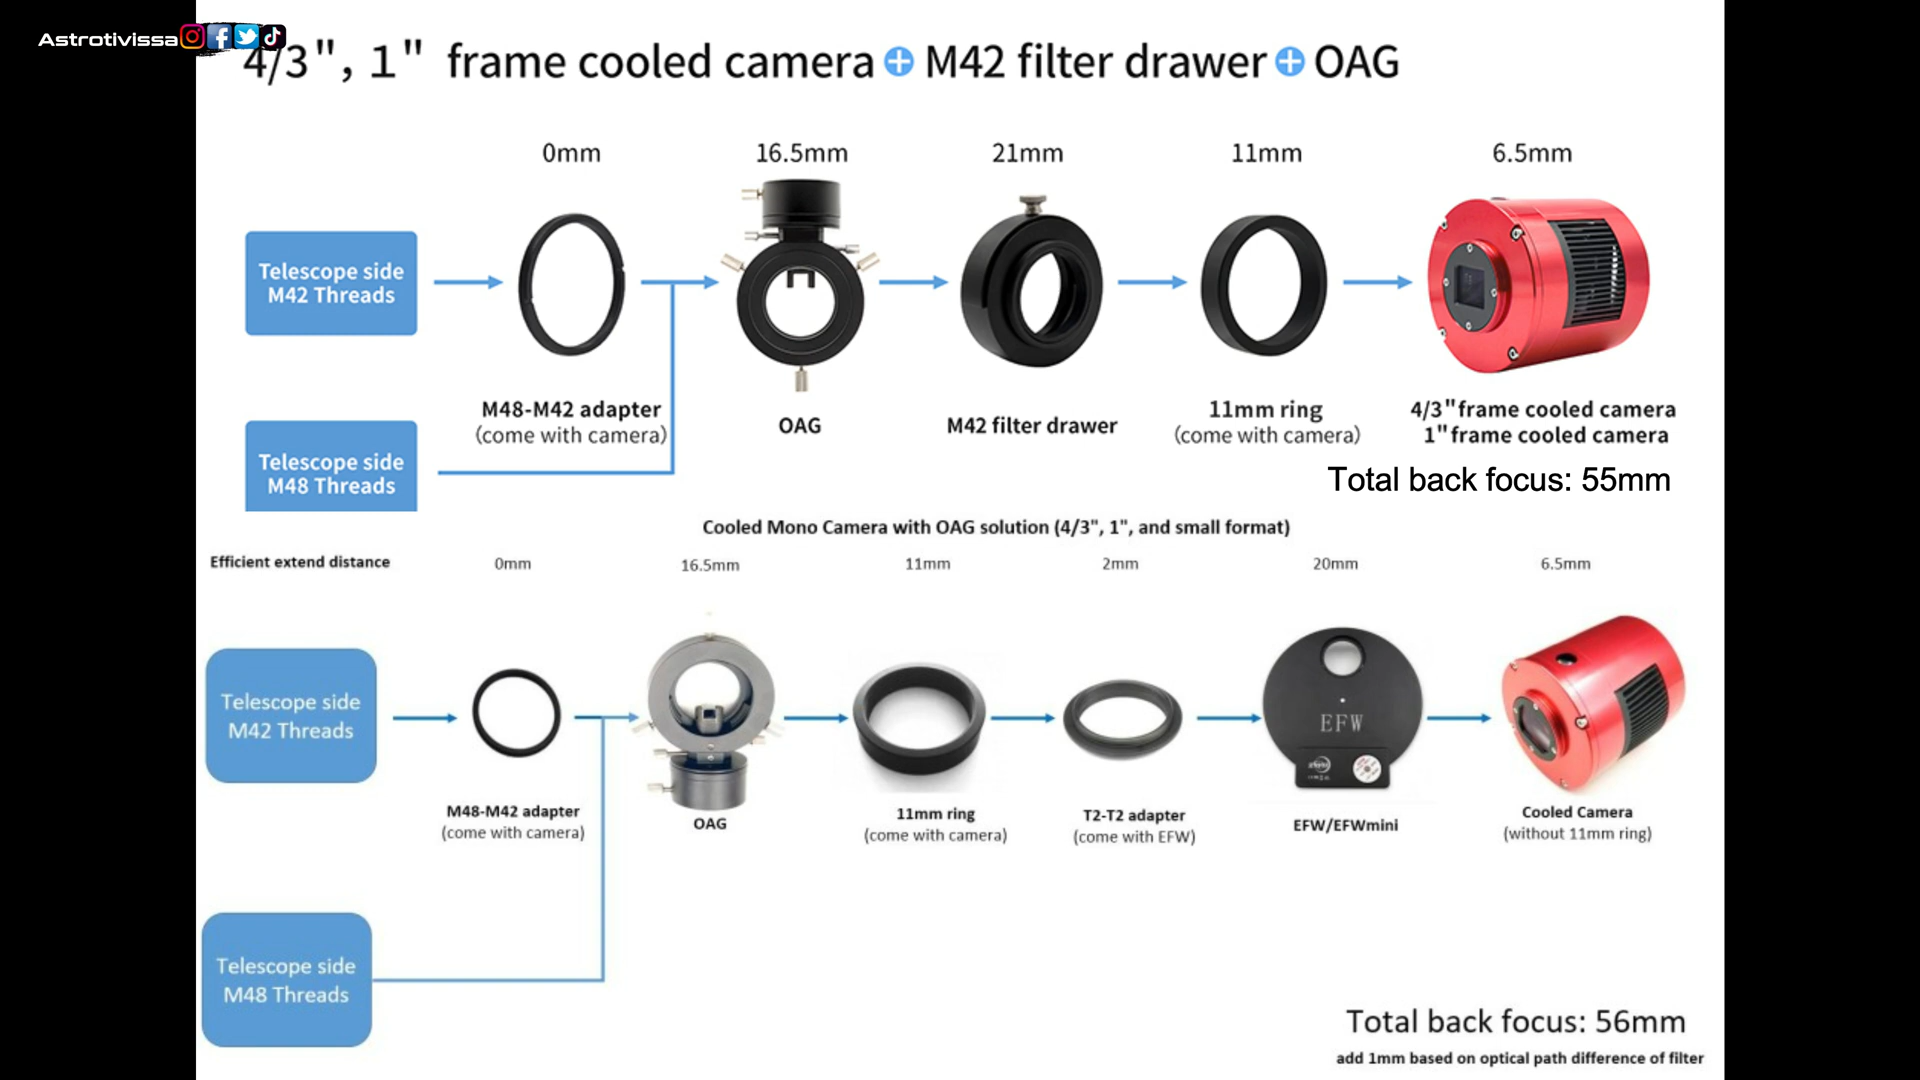 Astrotivissa
4/3", 1" frame cooled camera + M42 filter drawer + OAG
0mm 16.5mm 21mm 11mm 6.5mm
Telescope side
M42 Threads
M48-M42 adapter
(come with camera)
OAG
M42 filter drawer
11mm ring
(come with camera)
4/3"frame cooled camera
1"frame cooled camera
Telescope side
M48 Threads
Total back focus: 55mm
Cooled Mono Camera with OAG solution (4/3", 1", and small format)
Efficient extend distance 0mm 16.5mm 11mm 2mm 20mm 6.5mm
Telescope side
M42 Threads
EFW
M48-M42 adapter
(come with camera)
OAG
11mm ring
(come with camera)
T2-T2 adapter
(come with EFW)
EFW/EFWmini
Cooled Camera
(without 11mm ring)
Telescope side
M48 Threads
Total back focus: 56mm
add 1mm based on optical path difference of filter